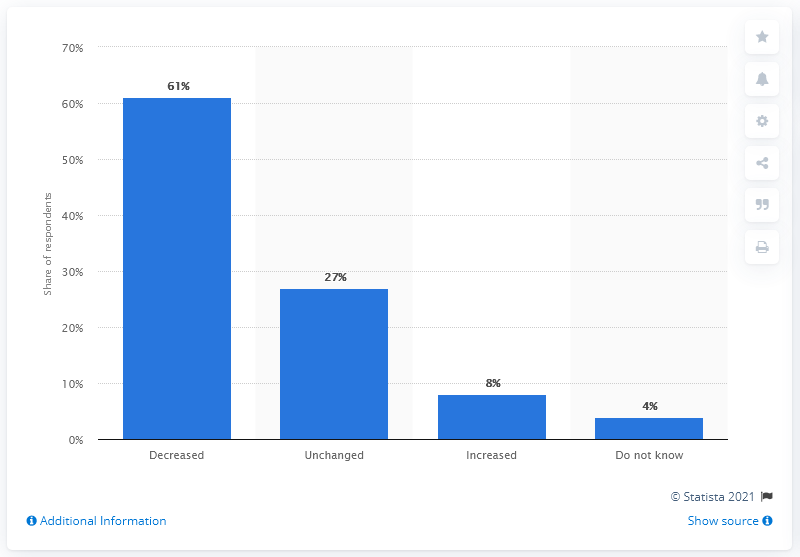 70%
61%
60%
50%
40%
Share of respondents
30%
27%
20%
10%
8%
4%
0%
Decreased
Unchanged
Increased
Do not know
© Statista 2021
Additional Information
Show source